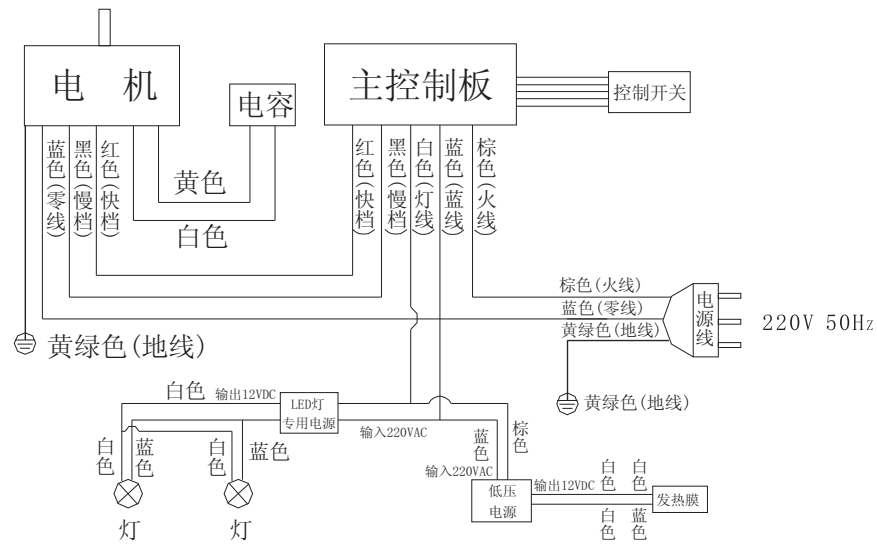 电 机
电容
主控制板
控制开关
蓝色(零线)
黑色(慢档)
红色(快档)
黄色
白色
红色(快档)
黑色(慢档)
白色(灯线)
蓝色(蓝线)
棕色(火线)
棕色(火线)
蓝色(零线)
黄绿色(地线)
电源线
220V 50Hz
黄绿色(地线)
黄绿色(地线)
白色
输出12VDC
LED灯
专用电源
输入220VAC
白色
蓝色
白色
蓝色
灯
灯
蓝色
棕色
输入220VAC
低压
电源
输出12VDC
白色
白色
白色
蓝色
发热膜